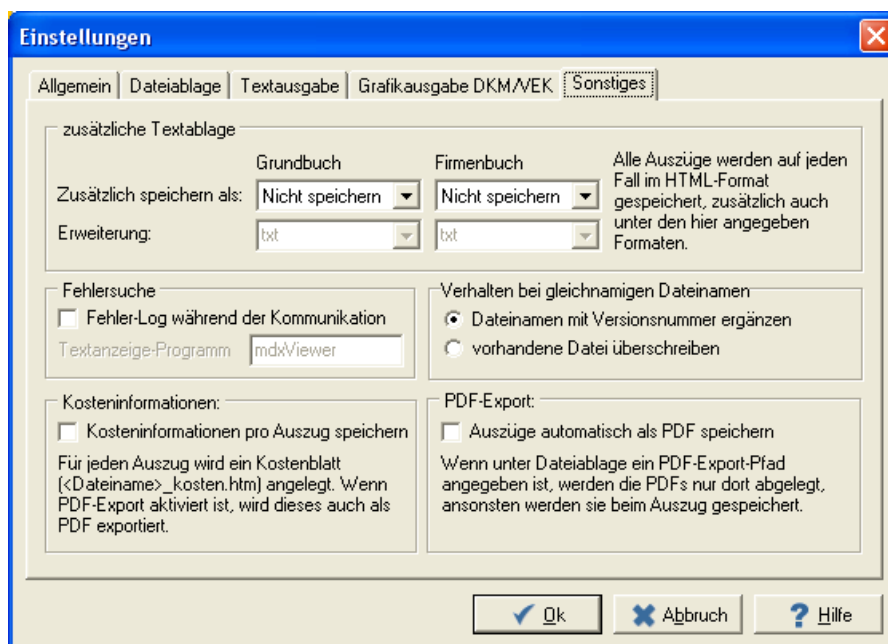 Einstellungen
Allgemein Dateiablage Textausgabe Grafikausgabe DKM/VEK Sonstiges
zusätzliche Textablage
Grundbuch Firmenbuch
Zusätzlich speichern als: Nicht speichern Nicht speichern
Erweiterung: txt txt
Alle Auszüge werden auf jeden
Fall im HTML-Format
gespeichert, zusätzlich auch
unter den hier angegeben
Formaten.
Fehlersuche
Fehler-Log während der Kommunikation
Textanzeige-Programm mdxViewer
Verhalten bei gleichnamigen Dateinamen
Dateinamen mit Versionsnummer ergänzen
vorhandene Datei überschreiben
Kosteninformationen:
Kosteninformationen pro Auszug speichern
Für jeden Auszug wird ein Kostenblatt
(<Dateiname>_kosten.htm) angelegt. Wenn
PDF-Export aktiviert ist, wird dieses auch als
PDF exportiert.
PDF-Export:
Auszüge automatisch als PDF speichern
Wenn unter Dateiablage ein PDF-Export-Pfad
angegeben ist, werden die PDFs nur dort abgelegt,
ansonsten werden sie beim Auszug gespeichert.
Ok Abbruch Hilfe